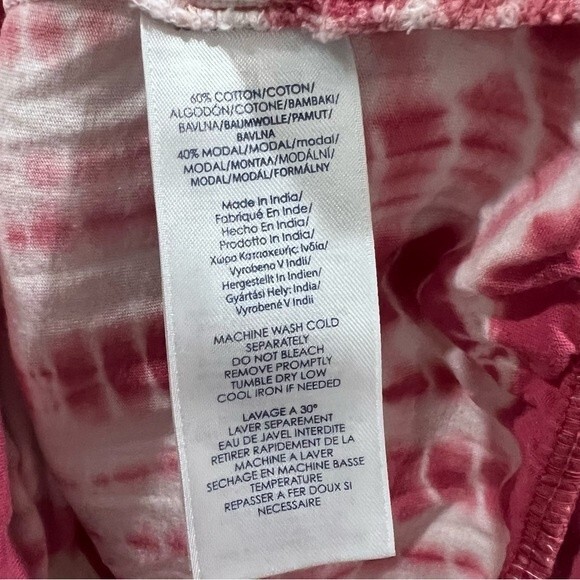 60% COTTON/COTON/
ALGODÓN/COTONE/BAMBAKI/
BAVLNA/BAUMWOLLE/PAMUT/
BAVLNA
40% MODAL/MODAL/modal/
MODAL/MONTAA/MODÁLNÍ/
MODAL/MODÁL/FORMÁLNY
Made In India/
Fabriqué En Inde/
Hecho En India/
Prodotto In India/
Χώρα Κατασκευής Ινδία/
Vyrobeno V Indii/
Hergestellt In Indien/
Gyártási Hely: India/
Vyrobené V Indii
MACHINE WASH COLD
SEPARATELY
DO NOT BLEACH
REMOVE PROMPTLY
TUMBLE DRY LOW
COOL IRON IF NEEDED
LAVAGE A 30°
LAVER SEPAREMENT
EAU DE JAVEL INTERDITE
RETIRER RAPIDEMENT DE LA
MACHINE A LAVER
SECHAGE EN MACHINE BASSE
TEMPERATURE
REPASSER A FER DOUX SI
NECESSAIRE